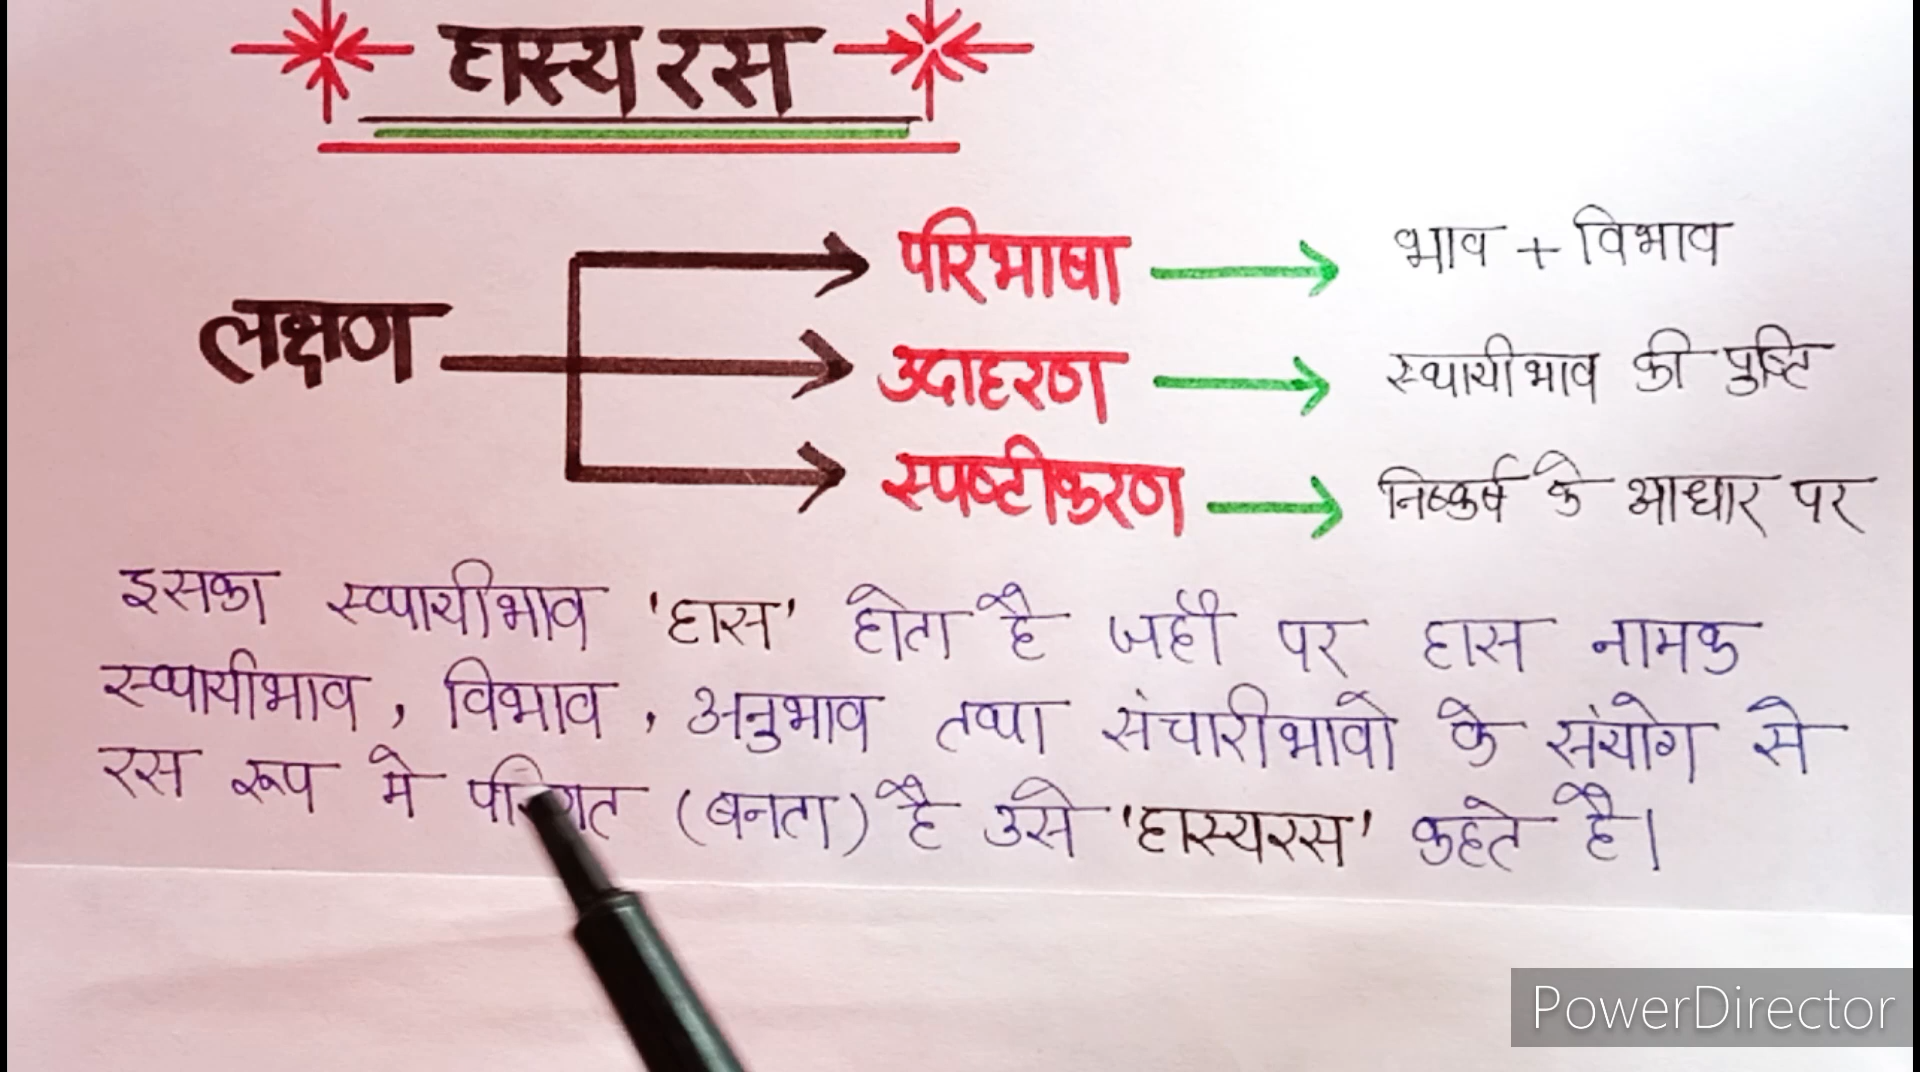 हास्य रस
लक्षण
परिभाषा → भाव + विभाव
उदाहरण → स्थायीभाव की पुष्टि
स्पष्टीकरण → निष्कर्ष के आधार पर
इसका स्थायीभाव 'हास' होता है जहाँ पर हास नामक
स्थायीभाव, विभाव, अनुभाव तथा संचारीभावो के संयोग से
रस रूप मे (बनता) है उसे 'हास्यरस' कहते है।
PowerDirector